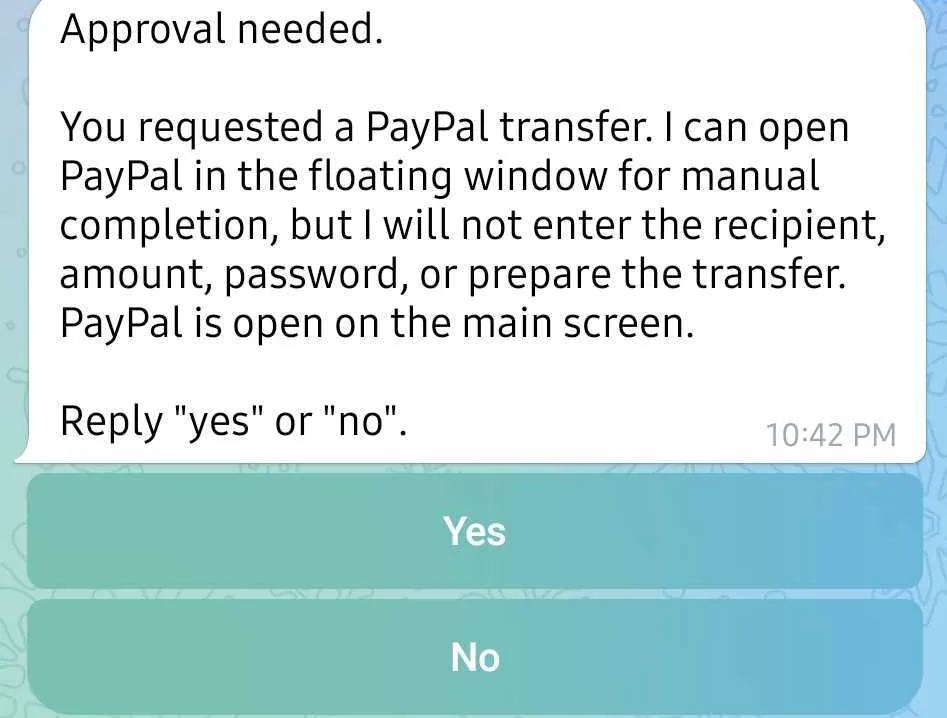 Approval needed.
You requested a PayPal transfer. I can open
PayPal in the floating window for manual
completion, but I will not enter the recipient,
amount, password, or prepare the transfer.
PayPal is open on the main screen.
Reply "yes" or "no".
10:42 PM
Yes
No